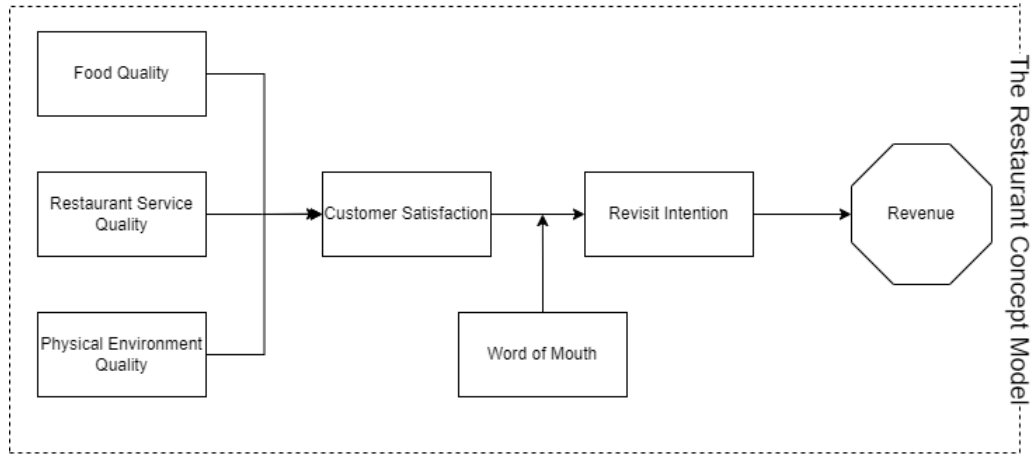 Food Quality
Restaurant Service
Quality
Physical Environment
Quality
Customer Satisfaction
Word of Mouth
Revisit Intention
Revenue
The Restaurant Concept Model